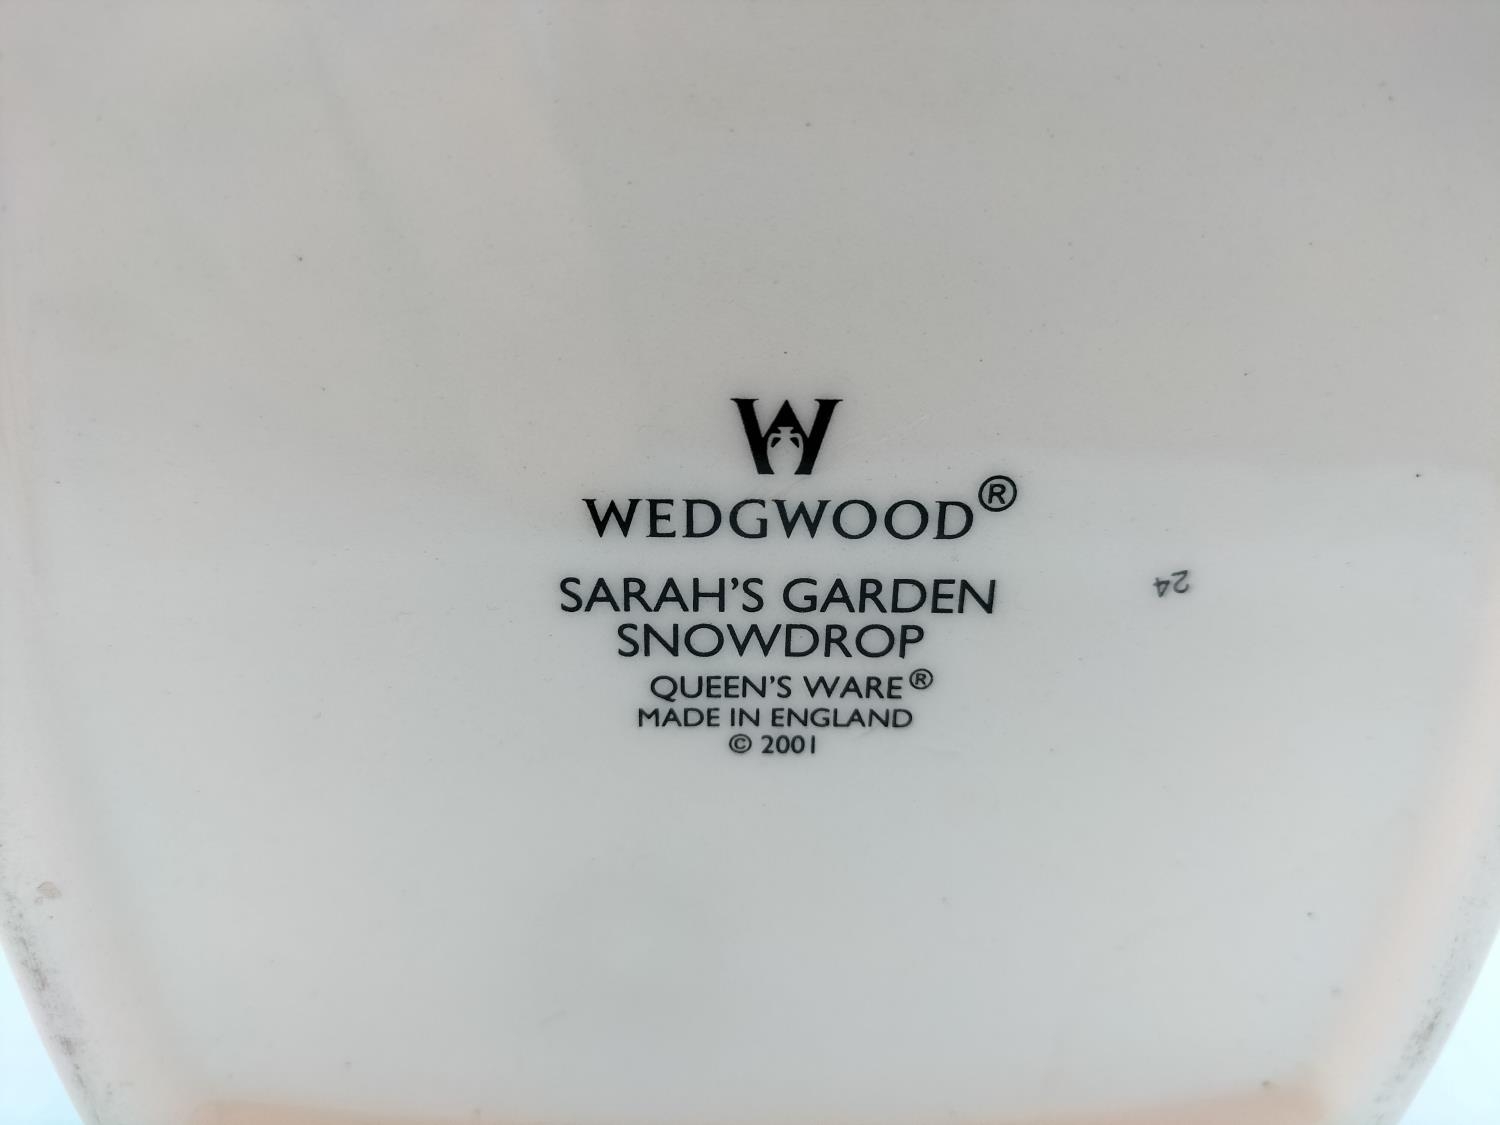 W
WEDGWOOD®
SARAH'S GARDEN
SNOWDROP
QUEEN'S WARE®
MADE IN ENGLAND
© 2001
24